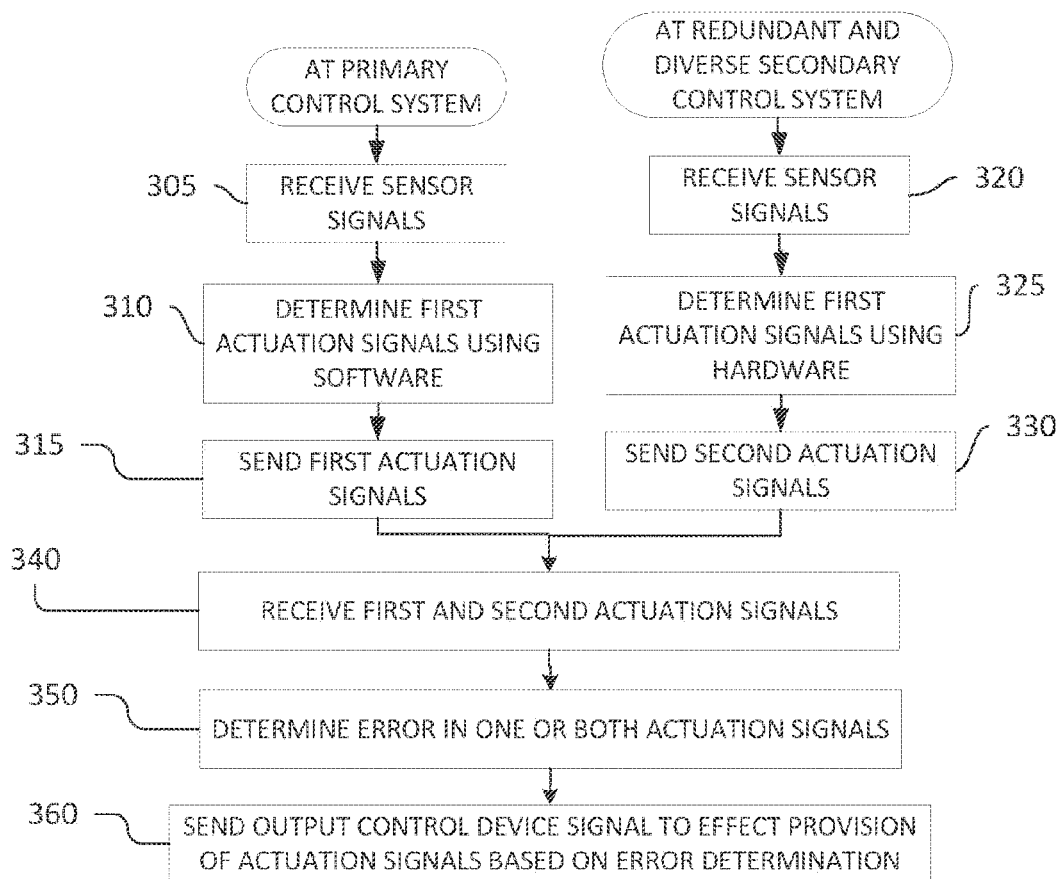 AT PRIMARY
CONTROL SYSTEM
AT REDUNDANT AND
DIVERSE SECONDARY
CONTROL SYSTEM
305
RECEIVE SENSOR
SIGNALS
RECEIVE SENSOR
SIGNALS
320
310
DETERMINE FIRST
ACTUATION SIGNALS USING
SOFTWARE
DETERMINE FIRST
ACTUATION SIGNALS USING
HARDWARE
325
315
SEND FIRST ACTUATION
SIGNALS
SEND SECOND ACTUATION
SIGNALS
330
340
RECEIVE FIRST AND SECOND ACTUATION SIGNALS
350
DETERMINE ERROR IN ONE OR BOTH ACTUATION SIGNALS
360
SEND OUTPUT CONTROL DEVICE SIGNAL TO EFFECT PROVISION
OF ACTUATION SIGNALS BASED ON ERROR DETERMINATION